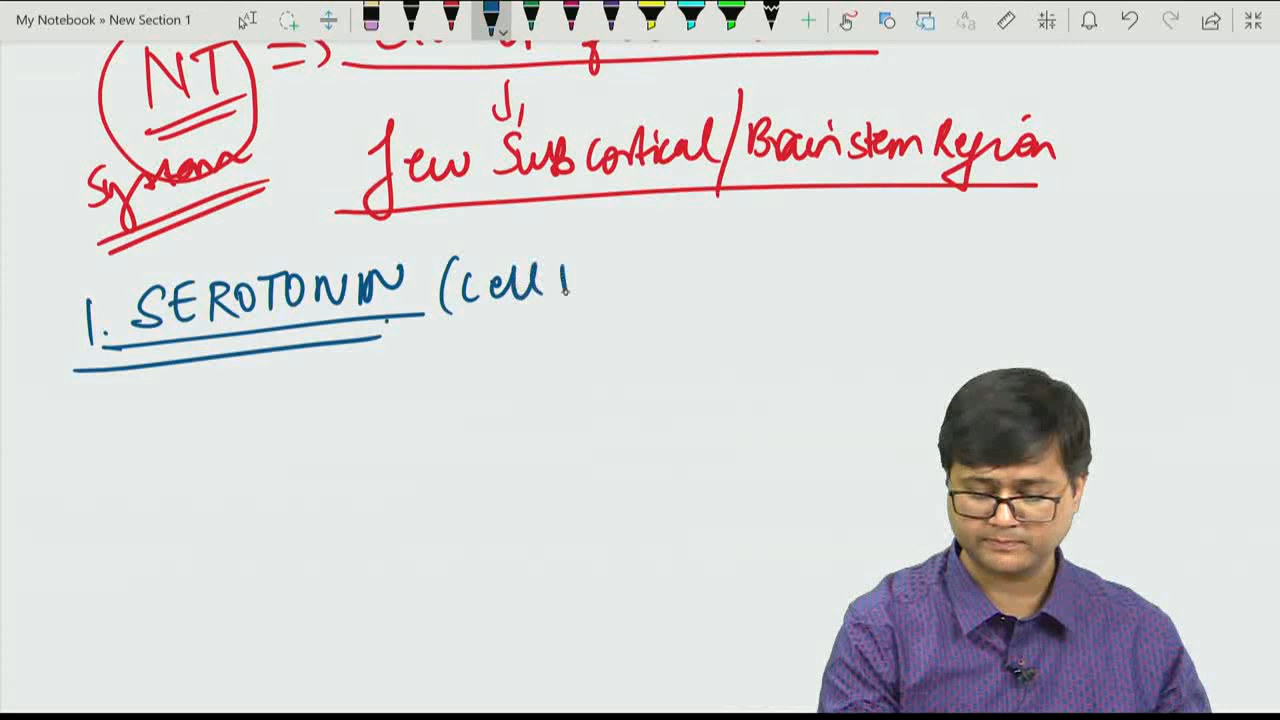 My Notebook » New Section 1
NT =>
System
few Subcortical/Brainstem Region
1. SEROTONIN (Cell